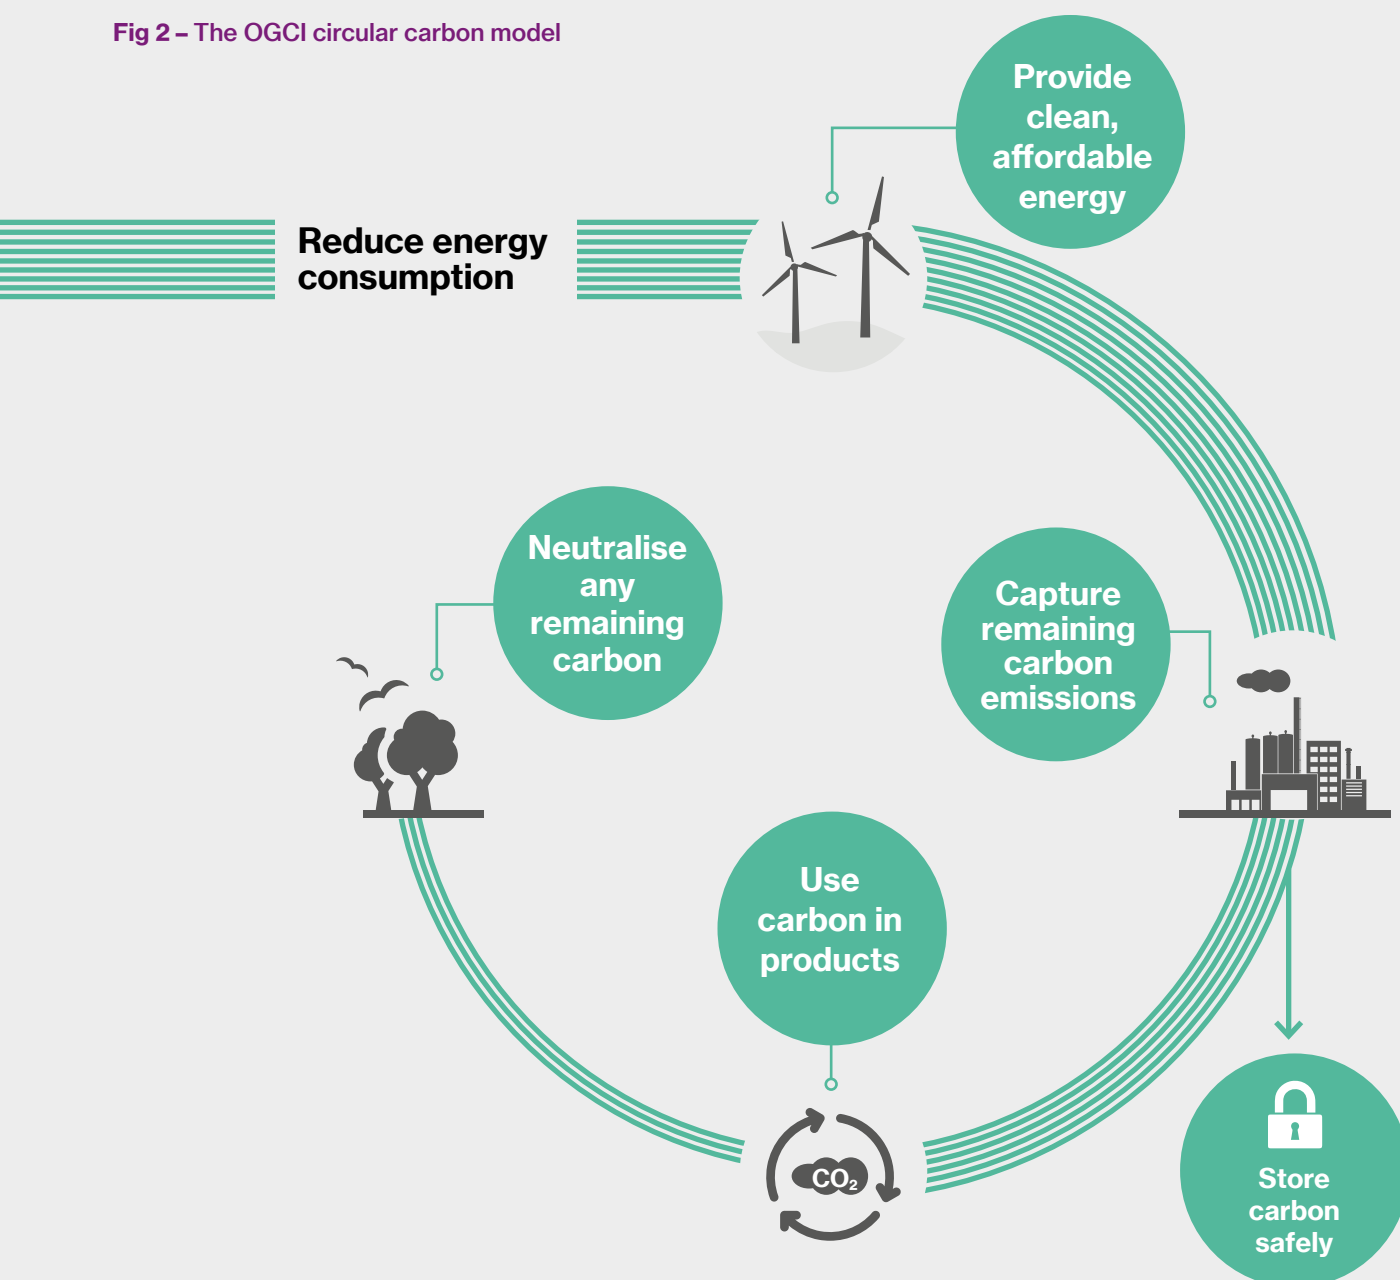 Fig 2 – The OGCI circular carbon model
Provide
clean,
affordable
energy
Reduce energy
consumption
Neutralise
any
remaining
carbon
Capture
remaining
carbon
emissions
Use
carbon in
products
CO₂
Store
carbon
safely